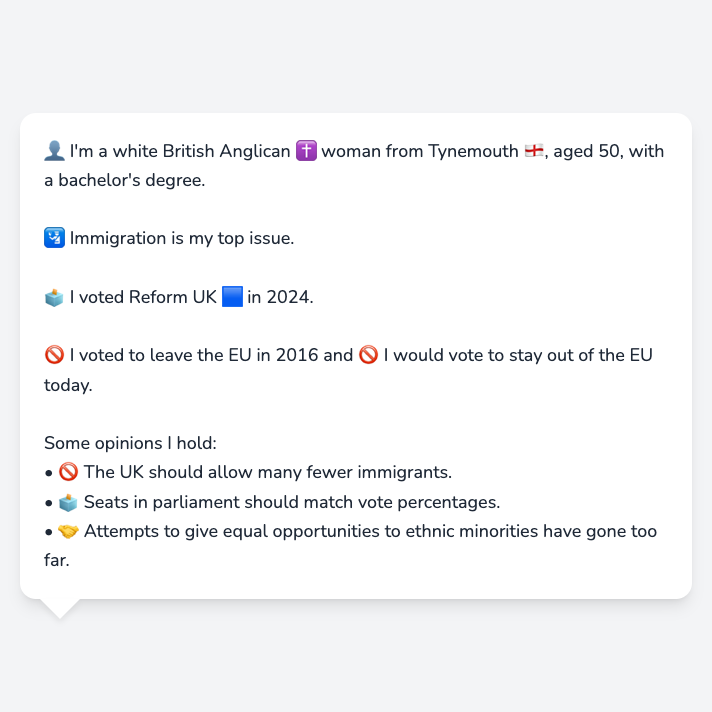 👤 I'm a white British Anglican ✝️ woman from Tynemouth 🏴󠁧󠁢󠁥󠁮󠁧󠁿, aged 50, with
a bachelor's degree.
🛂 Immigration is my top issue.
🗳️ I voted Reform UK 🟦 in 2024.
🚫 I voted to leave the EU in 2016 and 🚫 I would vote to stay out of the EU
today.
Some opinions I hold:
• 🚫 The UK should allow many fewer immigrants.
• 🗳️ Seats in parliament should match vote percentages.
• 🤝 Attempts to give equal opportunities to ethnic minorities have gone too
far.